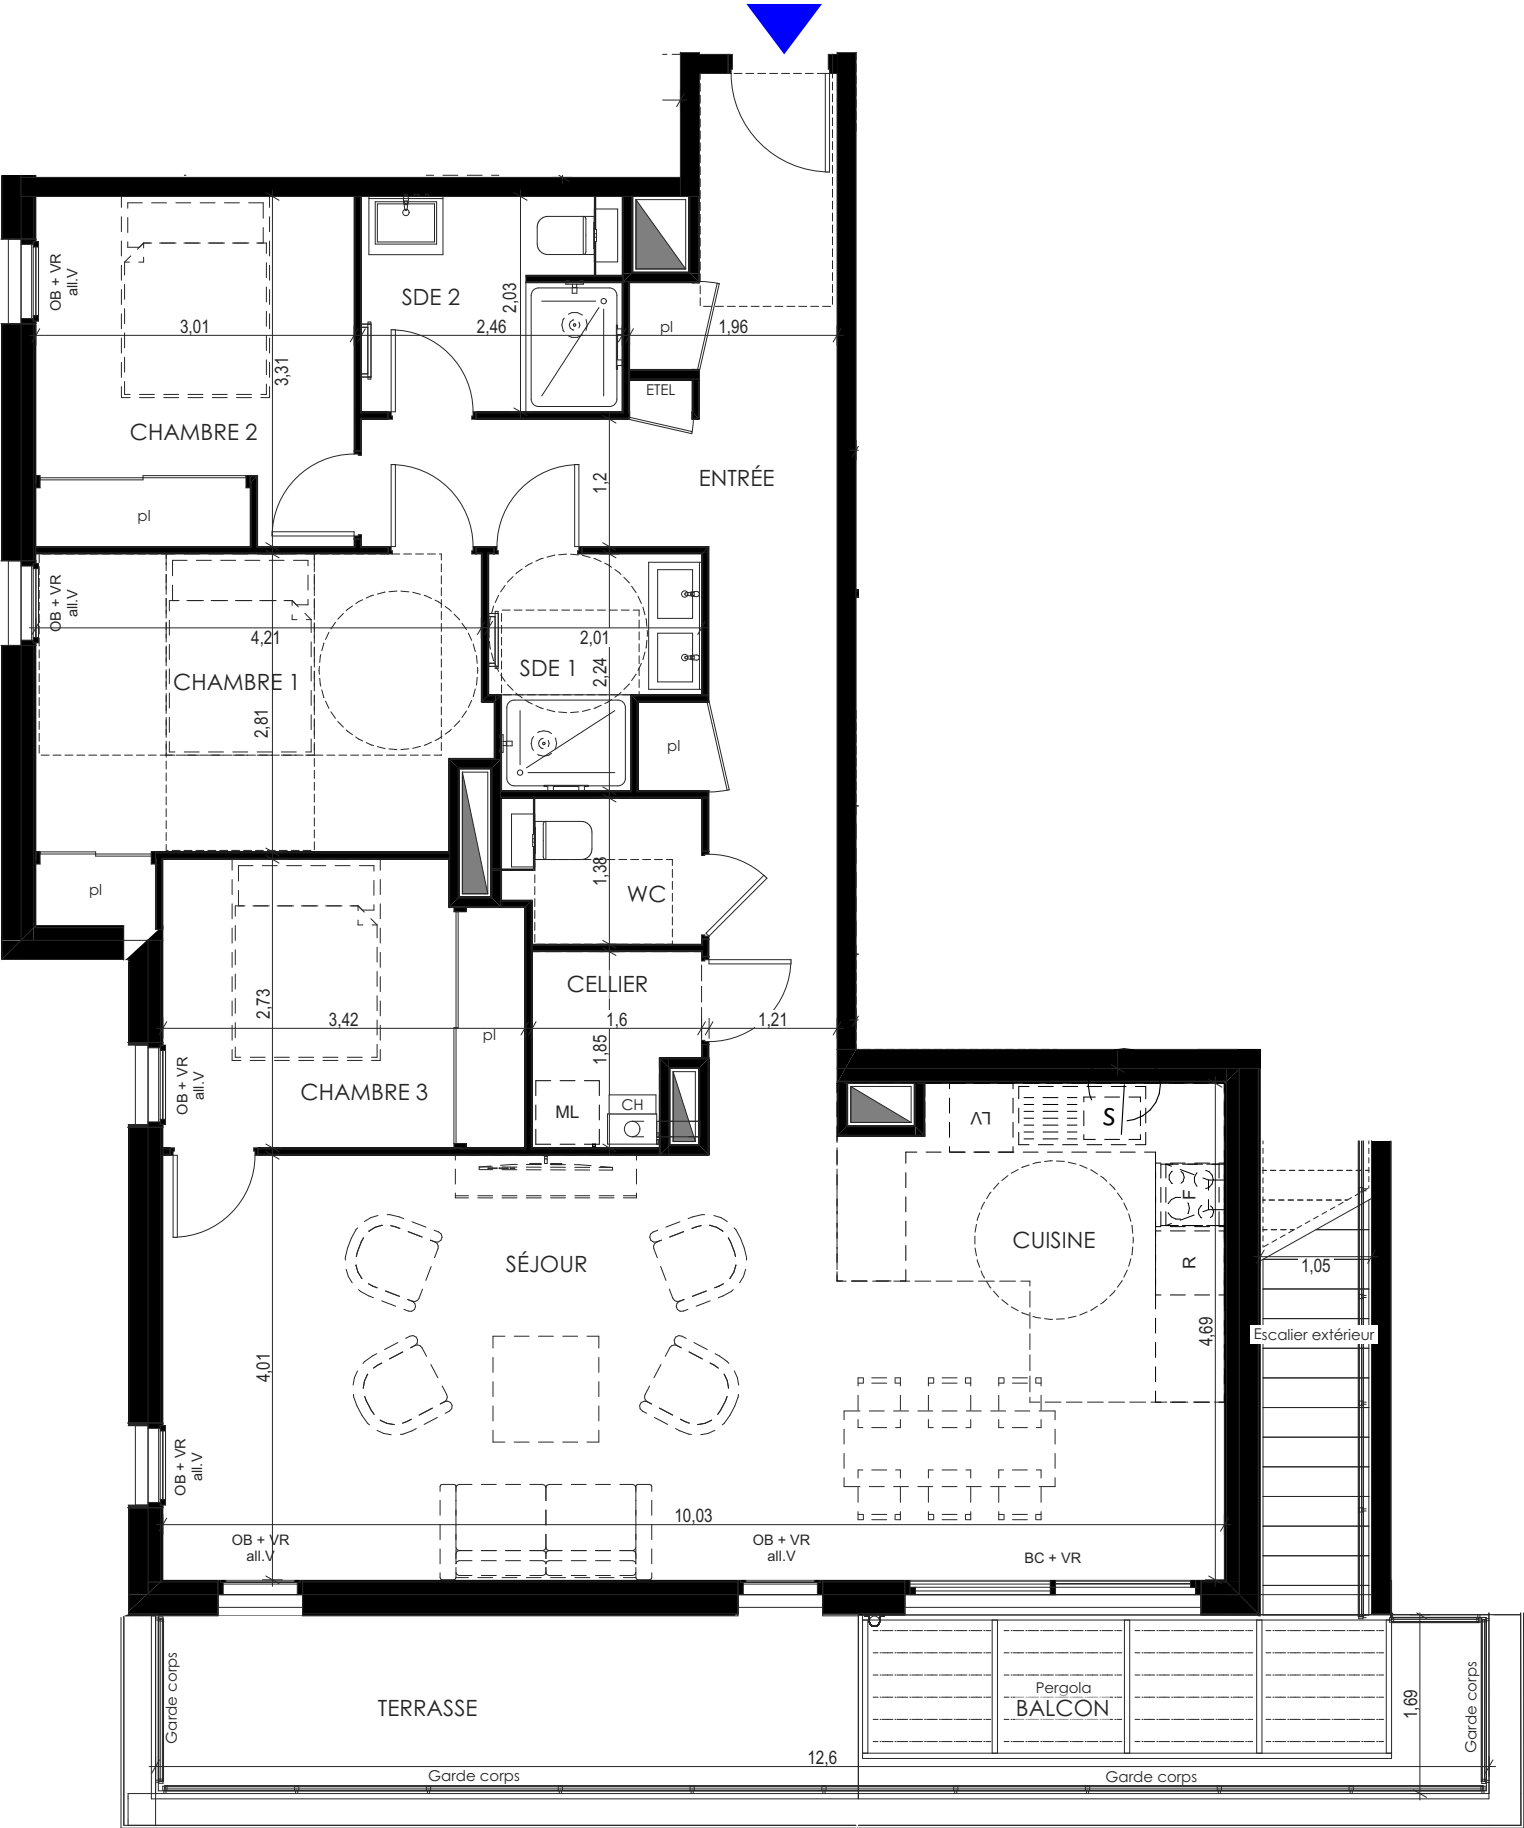 OB + VR
all.V
3,01
3,31
CHAMBRE 2
pl
SDE 2
2,03
2,46
pl
1,96
ETEL
ENTRÉE
1,2
OB + VR
all.V
4,21
CHAMBRE 1
2,81
pl
2,01
SDE 1
2,24
pl
1,38
WC
CELLIER
1,6
1,21
1,85
ML
CH
2,73
3,42
pl
CHAMBRE 3
OB + VR
all.V
LV
S
F
R
CUISINE
SÉJOUR
4,01
4,69
1,05
Escalier extérieur
OB + VR
all.V
10,03
OB + VR
all.V
OB + VR
all.V
BC + VR
Garde corps
TERRASSE
Pergola
BALCON
1,69
Garde corps
12,6
Garde corps
Garde corps